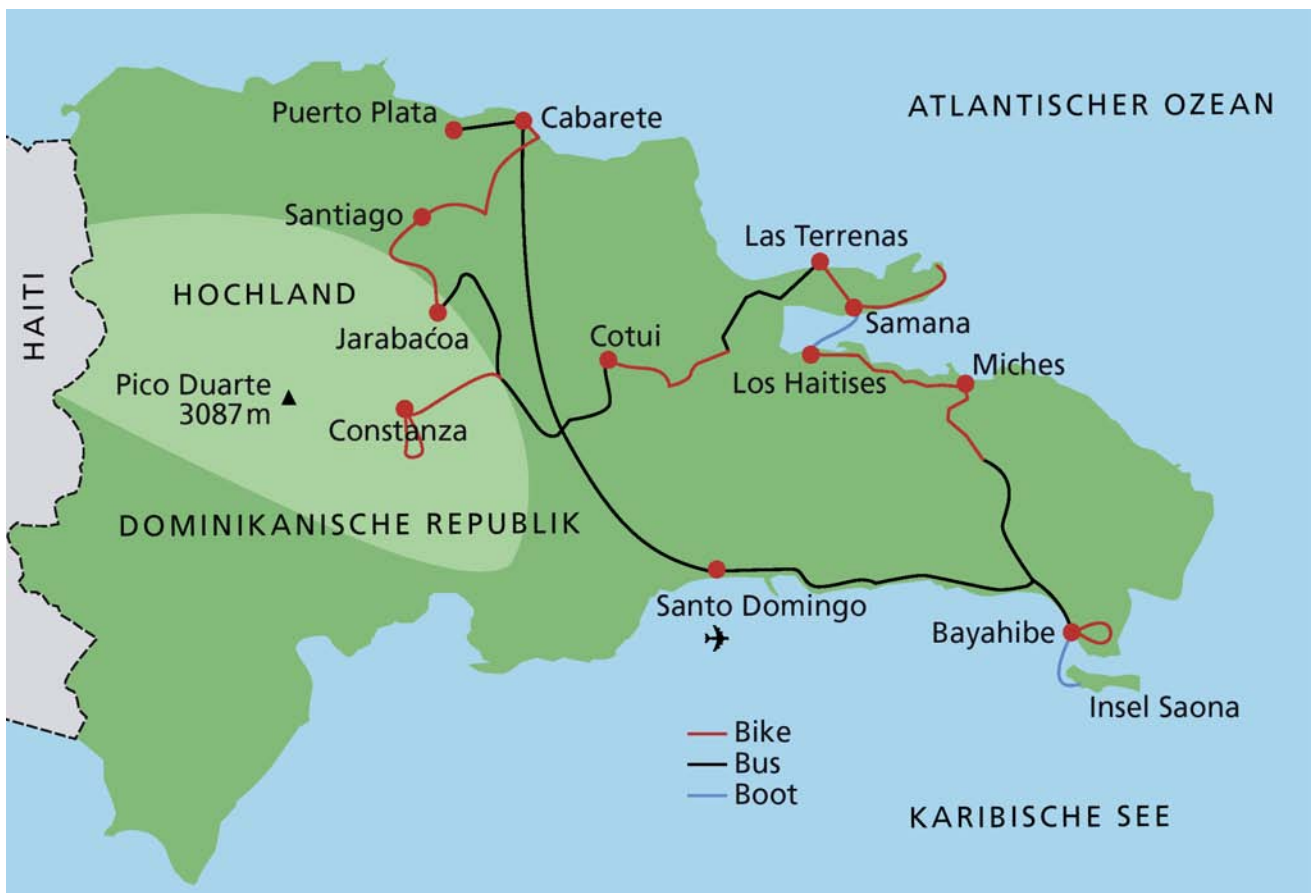 ATLANTISCHER OZEAN
Puerto Plata
Cabarete
Santiago
Las Terrenas
HAITI
HOCHLAND
Jarabaćoa
Cotui
Samana
Los Haitises
Miches
Pico Duarte
3087 m
Constanza
DOMINIKANISCHE REPUBLIK
Santo Domingo
Bayahibe
Insel Saona
Bike
Bus
Boot
KARIBISCHE SEE